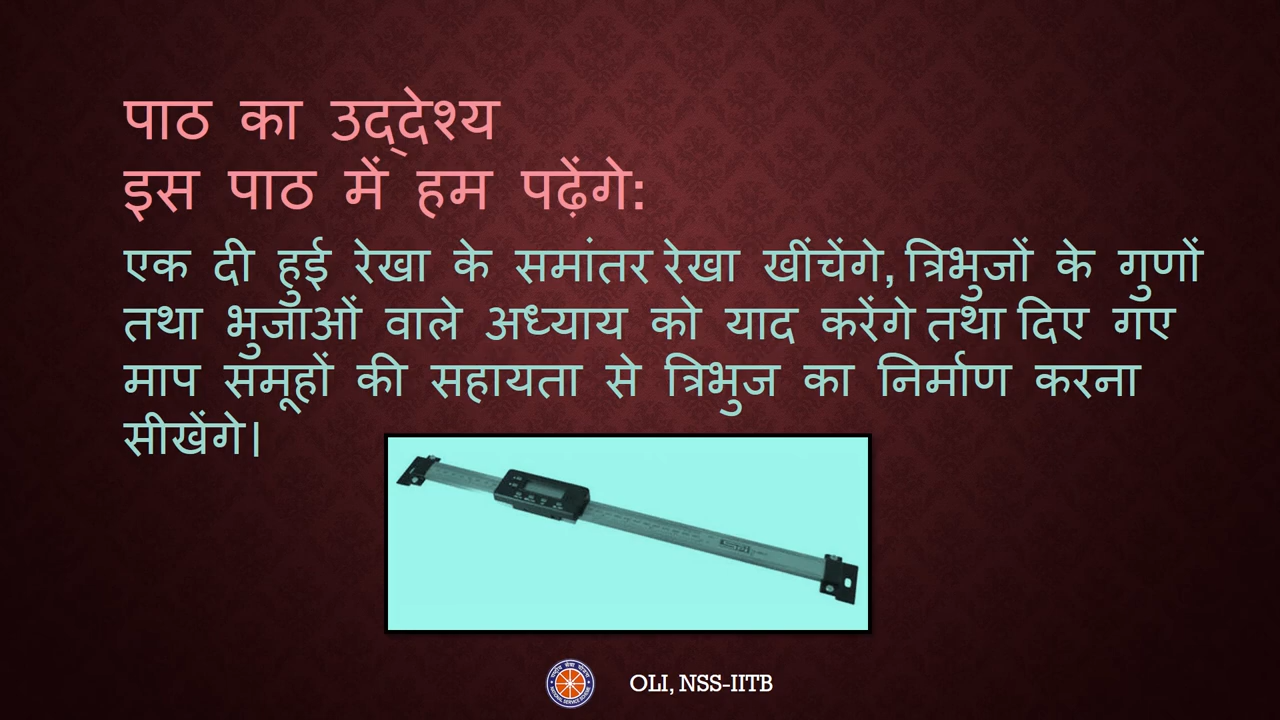 पाठ का उद्देश्य
इस पाठ में हम पढ़ेंगे:
एक दी हुई रेखा के समांतर रेखा खींचेंगे, त्रिभुजों के गुणों
तथा भुजाओं वाले अध्याय को याद करेंगे तथा दिए गए
माप समूहों की सहायता से त्रिभुज का निर्माण करना
सीखेंगे।
OLI, NSS-IITB